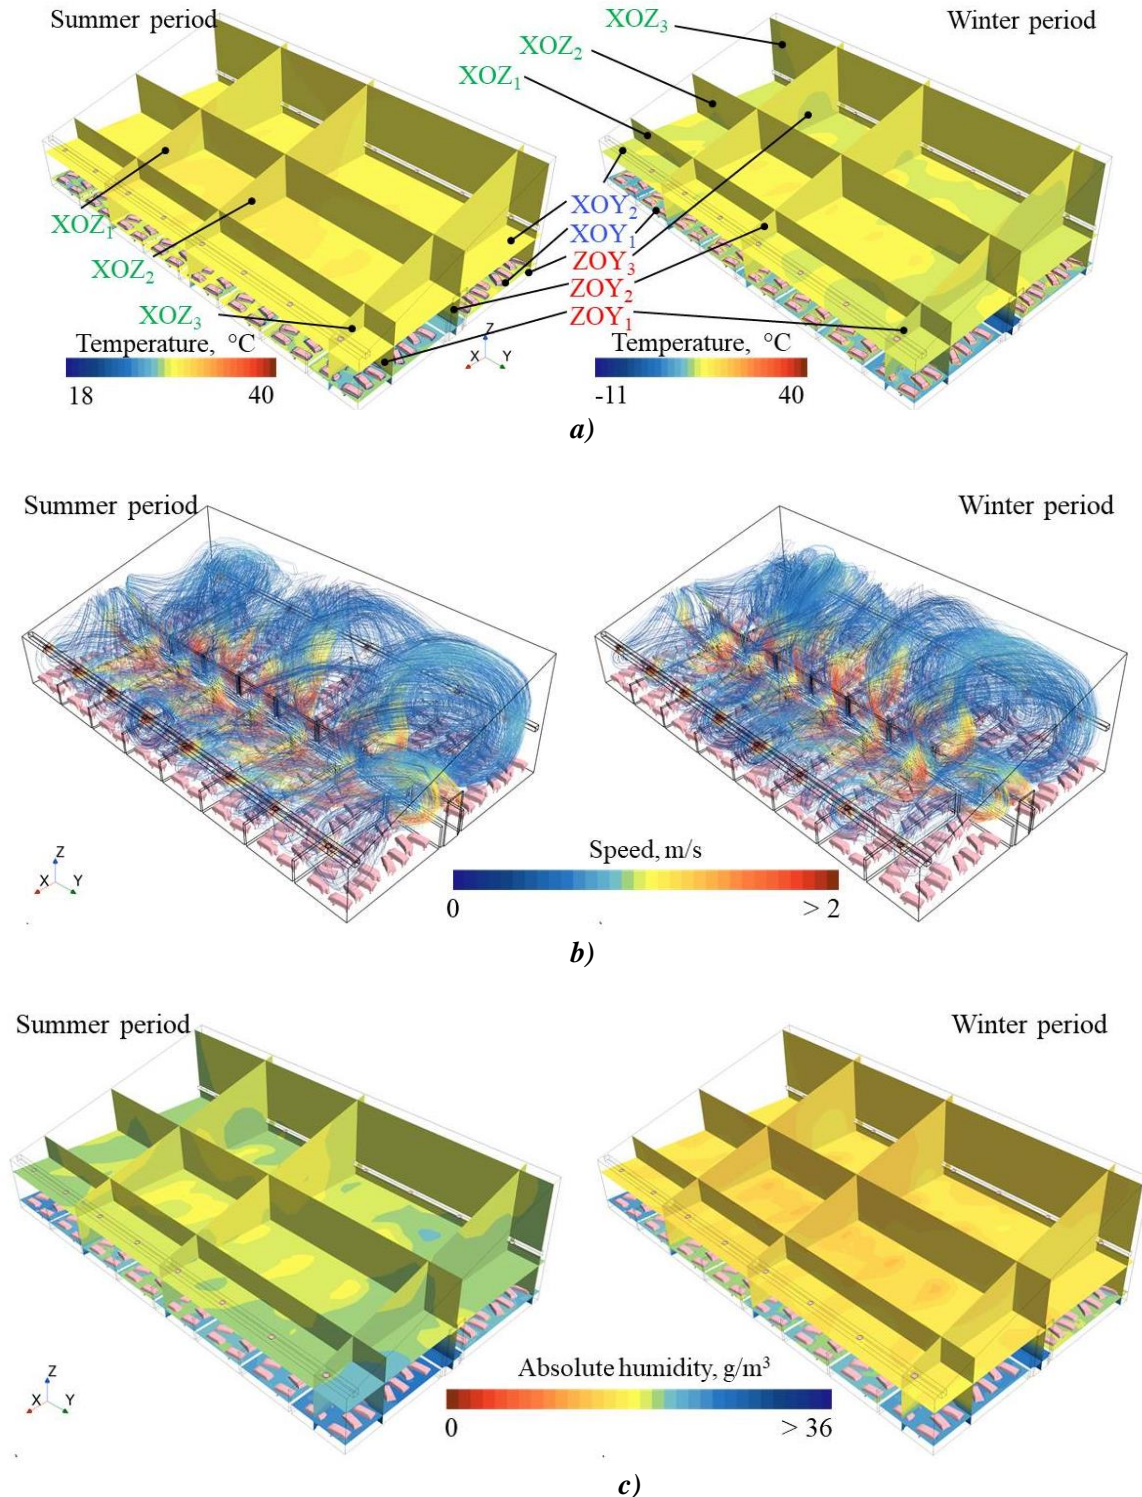 Summer period
Winter period
XOZ₃
XOZ₂
XOZ₁
XOY₂
XOY₁
ZOY₃
ZOY₂
ZOY₁
XOZ₁
XOZ₂
XOZ₃
Temperature, °C
18 40
Z
X Y
Temperature, °C
-11 40
a)
Summer period
Winter period
Z
X Y
Speed, m/s
0 > 2
b)
Summer period
Winter period
Z
X Y
Absolute humidity, g/m³
0 > 36
c)